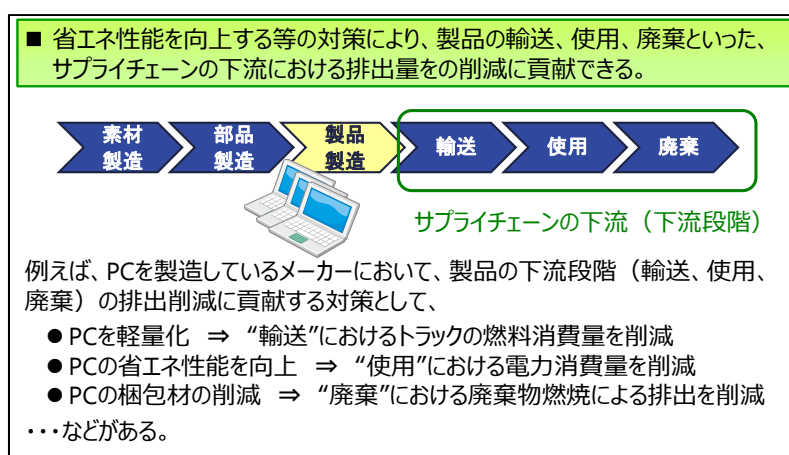 ■ 省エネ性能を向上する等の対策により、製品の輸送、使用、廃棄といった、
サプライチェーンの下流における排出量をの削減に貢献できる。
素材
製造
部品
製造
製品
製造
輸送
使用
廃棄
サプライチェーンの下流（下流段階）
例えば、PCを製造しているメーカーにおいて、製品の下流段階（輸送、使用、
廃棄）の排出削減に貢献する対策として、
●PCを軽量化 ⇒ “輸送”におけるトラックの燃料消費量を削減
●PCの省エネ性能を向上 ⇒ “使用”における電力消費量を削減
●PCの梱包材の削減 ⇒ “廃棄”における廃棄物燃焼による排出を削減
・・・などがある。